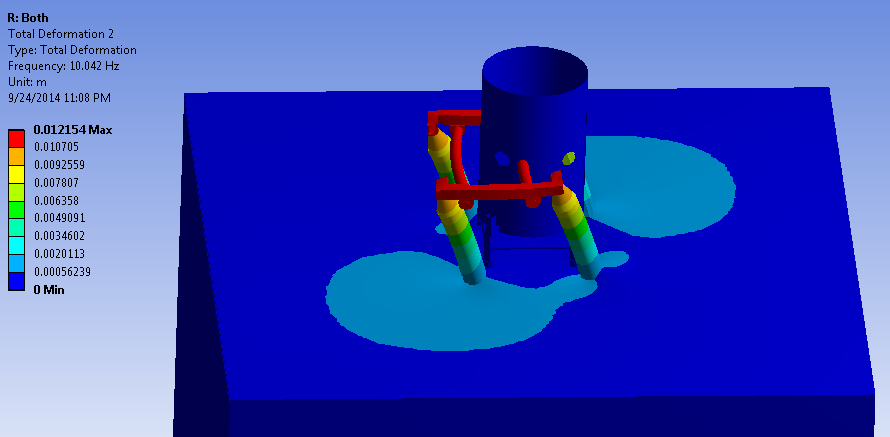 R: Both
Total Deformation 2
Type: Total Deformation
Frequency: 10.042 Hz
Unit: m
9/24/2014 11:08 PM
0.012154 Max
0.010705
0.0092559
0.007807
0.006358
0.0049091
0.0034602
0.0020113
0.00056239
0 Min